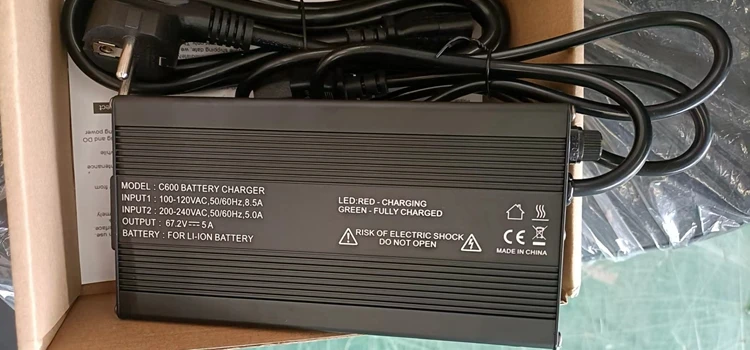 MODEL : C600 BATTERY CHARGER
INPUT1 : 100-120VAC,50/60Hz,8.5A
INPUT2 : 200-240VAC,50/60Hz,5.0A
OUTPUT : 67.2V⎓5A
BATTERY : FOR LI-ION BATTERY
LED:RED - CHARGING
GREEN - FULLY CHARGED
RISK OF ELECTRIC SHOCK
DO NOT OPEN
CE
MADE IN CHINA